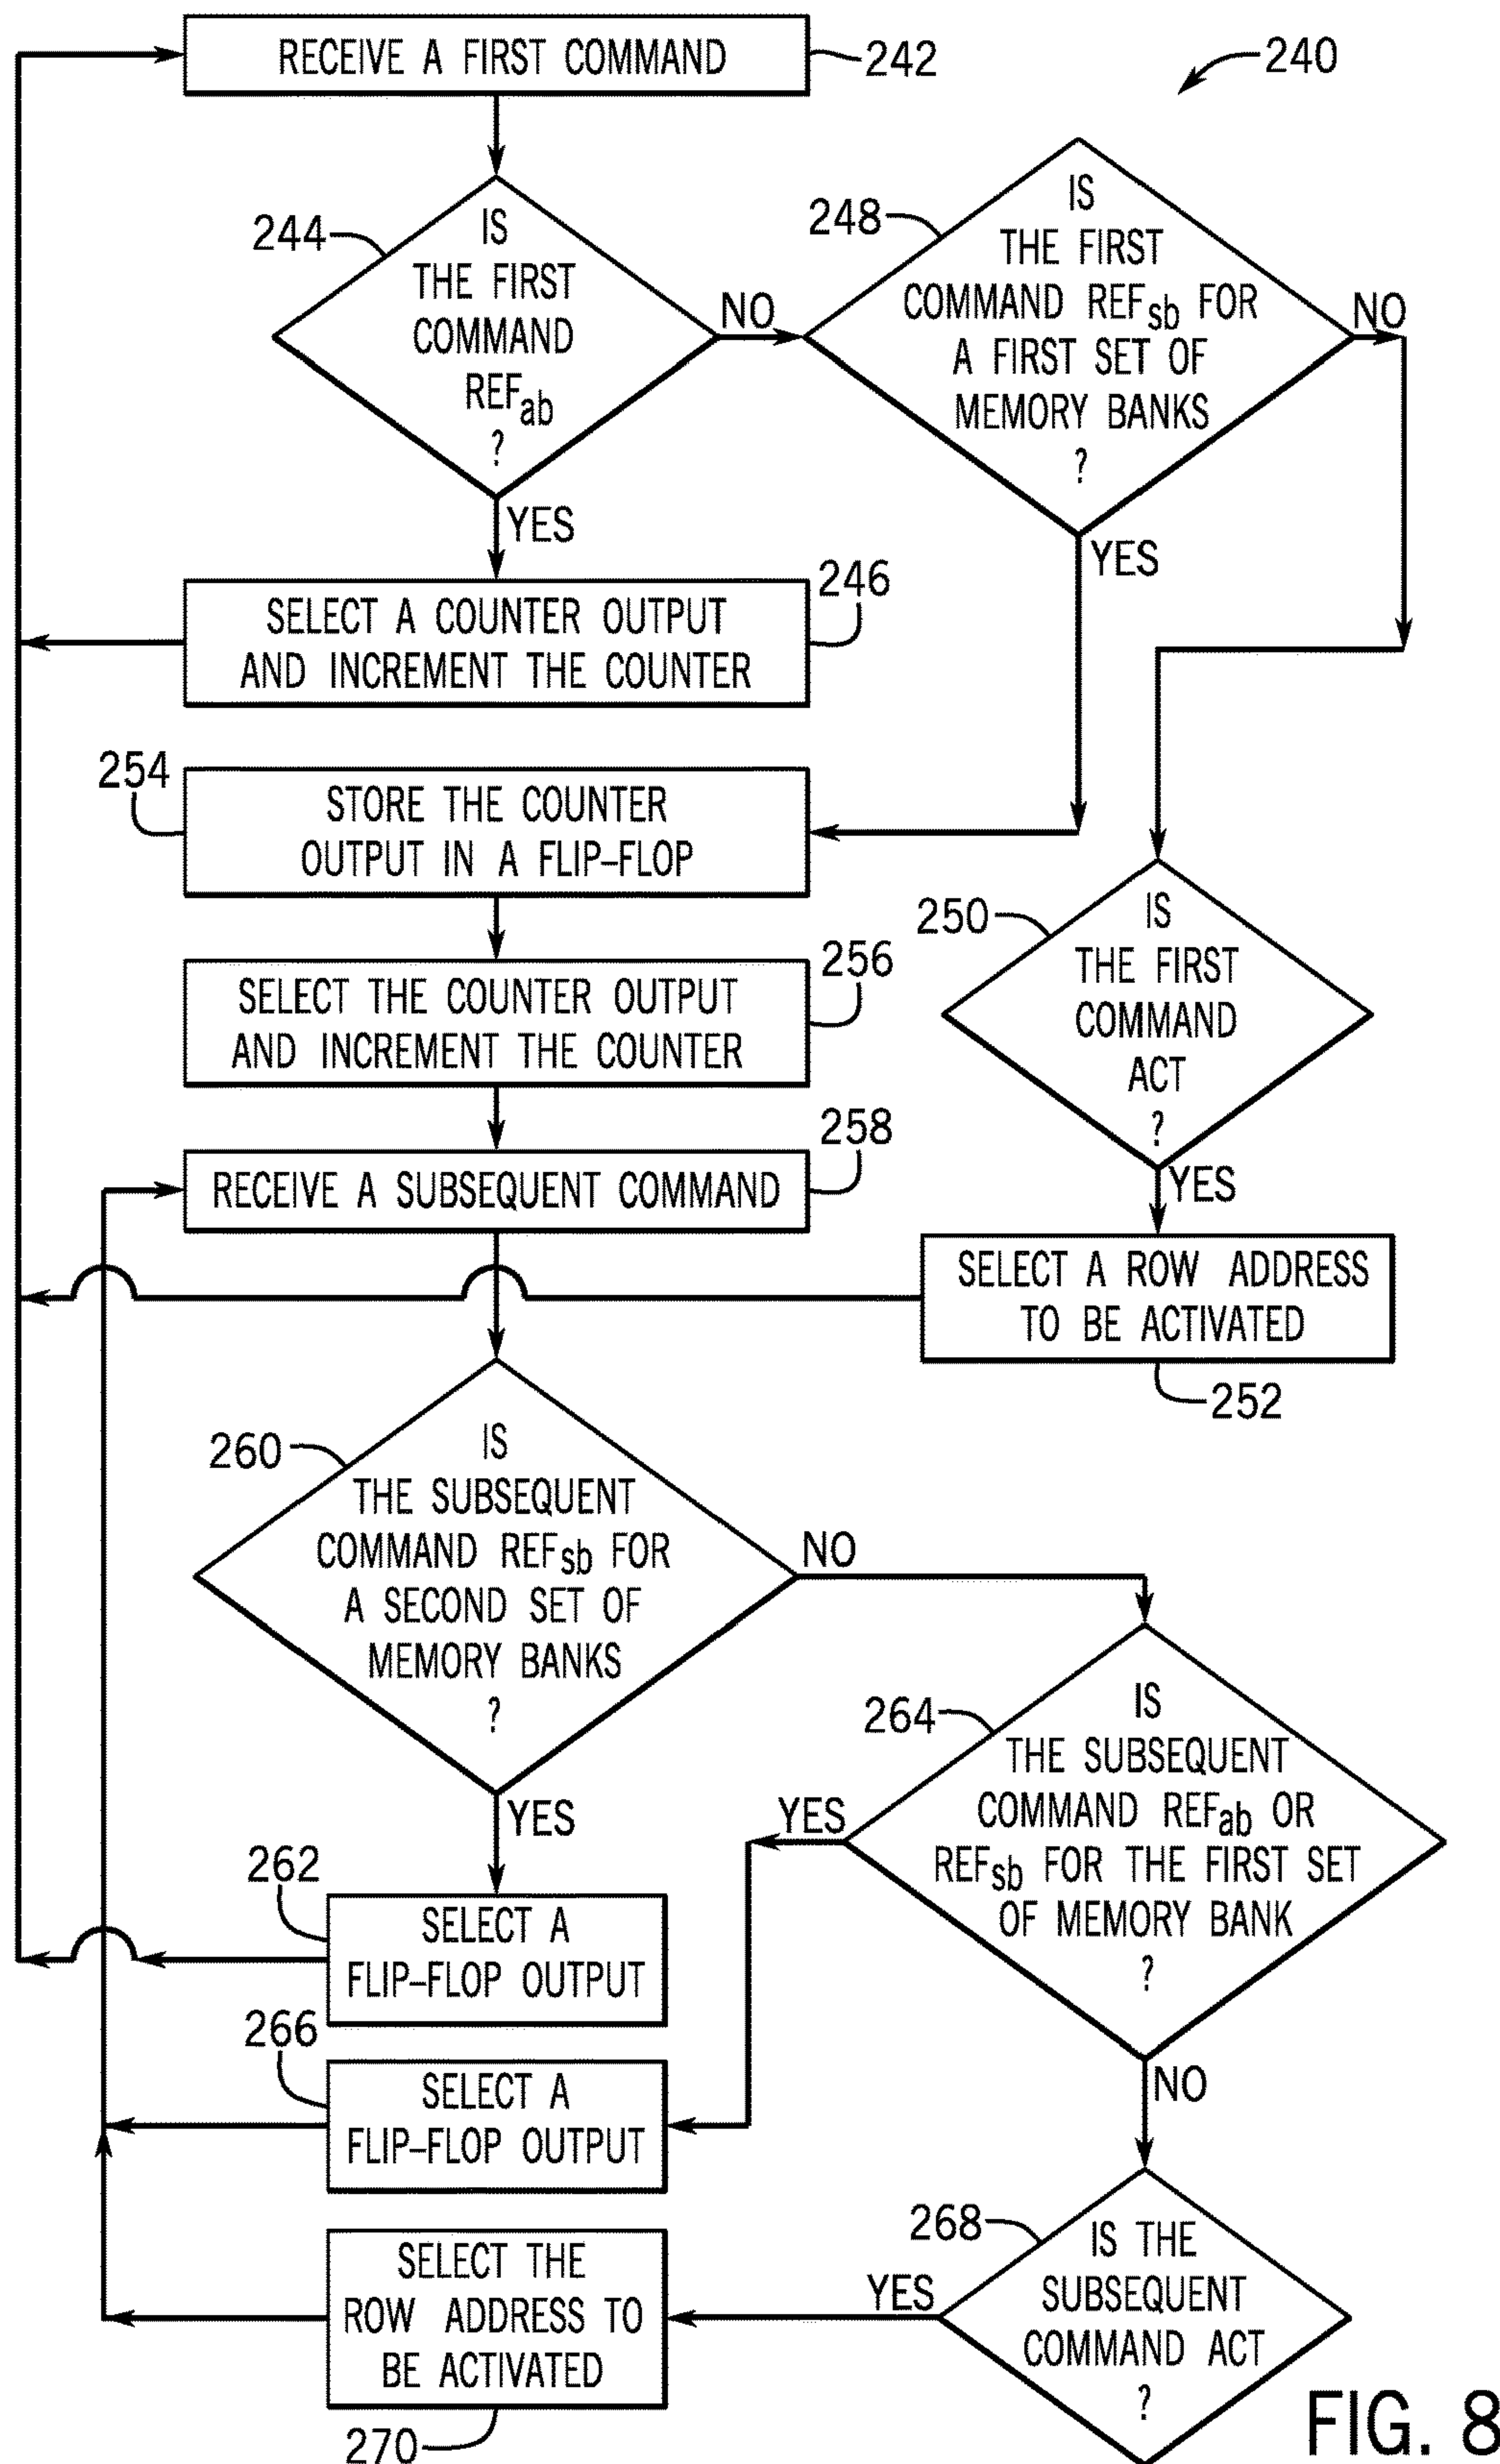 RECEIVE A FIRST COMMAND
242
240
244
IS
THE FIRST
COMMAND
REFab
?
NO
YES
248
IS
THE FIRST
COMMAND REFsb FOR
A FIRST SET OF
MEMORY BANKS
?
NO
YES
246
SELECT A COUNTER OUTPUT
AND INCREMENT THE COUNTER
254
STORE THE COUNTER
OUTPUT IN A FLIP-FLOP
250
IS
THE FIRST
COMMAND
ACT
?
YES
256
SELECT THE COUNTER OUTPUT
AND INCREMENT THE COUNTER
258
RECEIVE A SUBSEQUENT COMMAND
SELECT A ROW ADDRESS
TO BE ACTIVATED
252
260
IS
THE SUBSEQUENT
COMMAND REFsb FOR
A SECOND SET OF
MEMORY BANKS
?
NO
YES
264
IS
THE SUBSEQUENT
COMMAND REFab OR
REFsb FOR THE FIRST SET
OF MEMORY BANK
?
YES
NO
262
SELECT A
FLIP-FLOP OUTPUT
266
SELECT A
FLIP-FLOP OUTPUT
268
IS THE
SUBSEQUENT
COMMAND ACT
?
YES
SELECT THE
ROW ADDRESS TO
BE ACTIVATED
270
FIG. 8